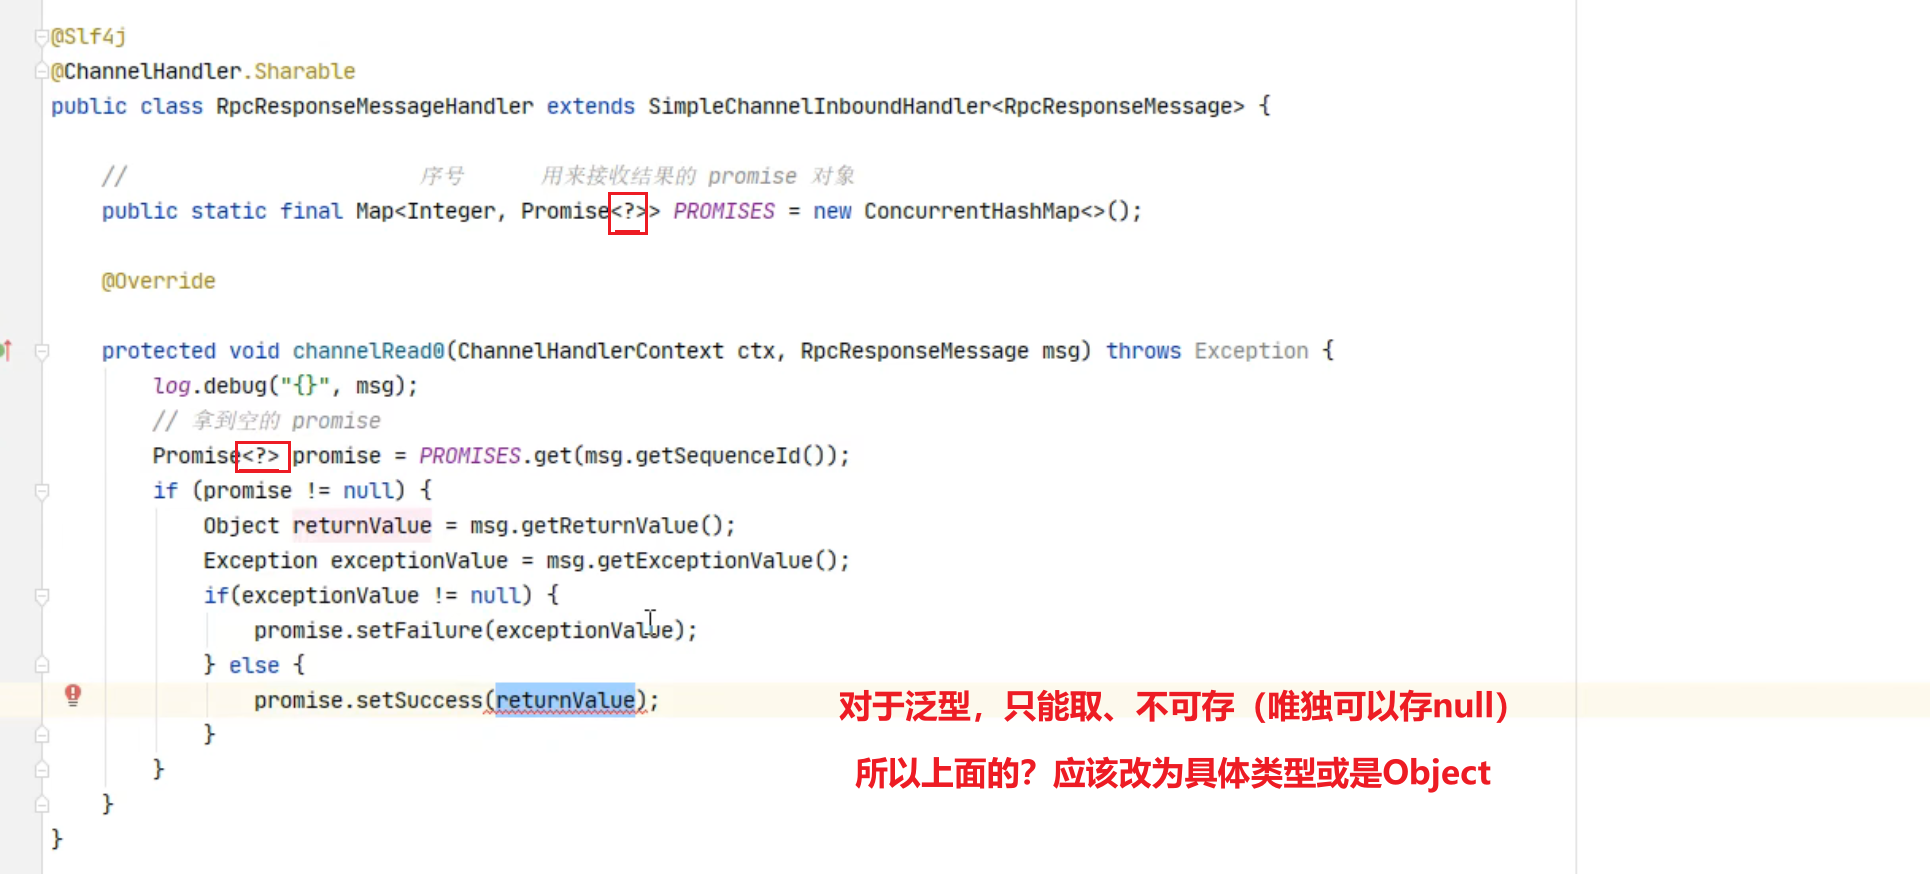 @Slf4j
@ChannelHandler.Sharable
public class RpcResponseMessageHandler extends SimpleChannelInboundHandler<RpcResponseMessage> {
//                       序号      用来接收结果的 promise 对象
public static final Map<Integer, Promise<?>> PROMISES = new ConcurrentHashMap<>();
@Override
protected void channelRead0(ChannelHandlerContext ctx, RpcResponseMessage msg) throws Exception {
log.debug("{}", msg);
// 拿到空的 promise
Promise<?> promise = PROMISES.get(msg.getSequenceId());
if (promise != null) {
Object returnValue = msg.getReturnValue();
Exception exceptionValue = msg.getExceptionValue();
if(exceptionValue != null) {
promise.setFailure(exceptionValue);
} else {
promise.setSuccess(returnValue);
对于泛型，只能取、不可存（唯独可以存null）
}
所以上面的？应该改为具体类型或是Object
}
}
}